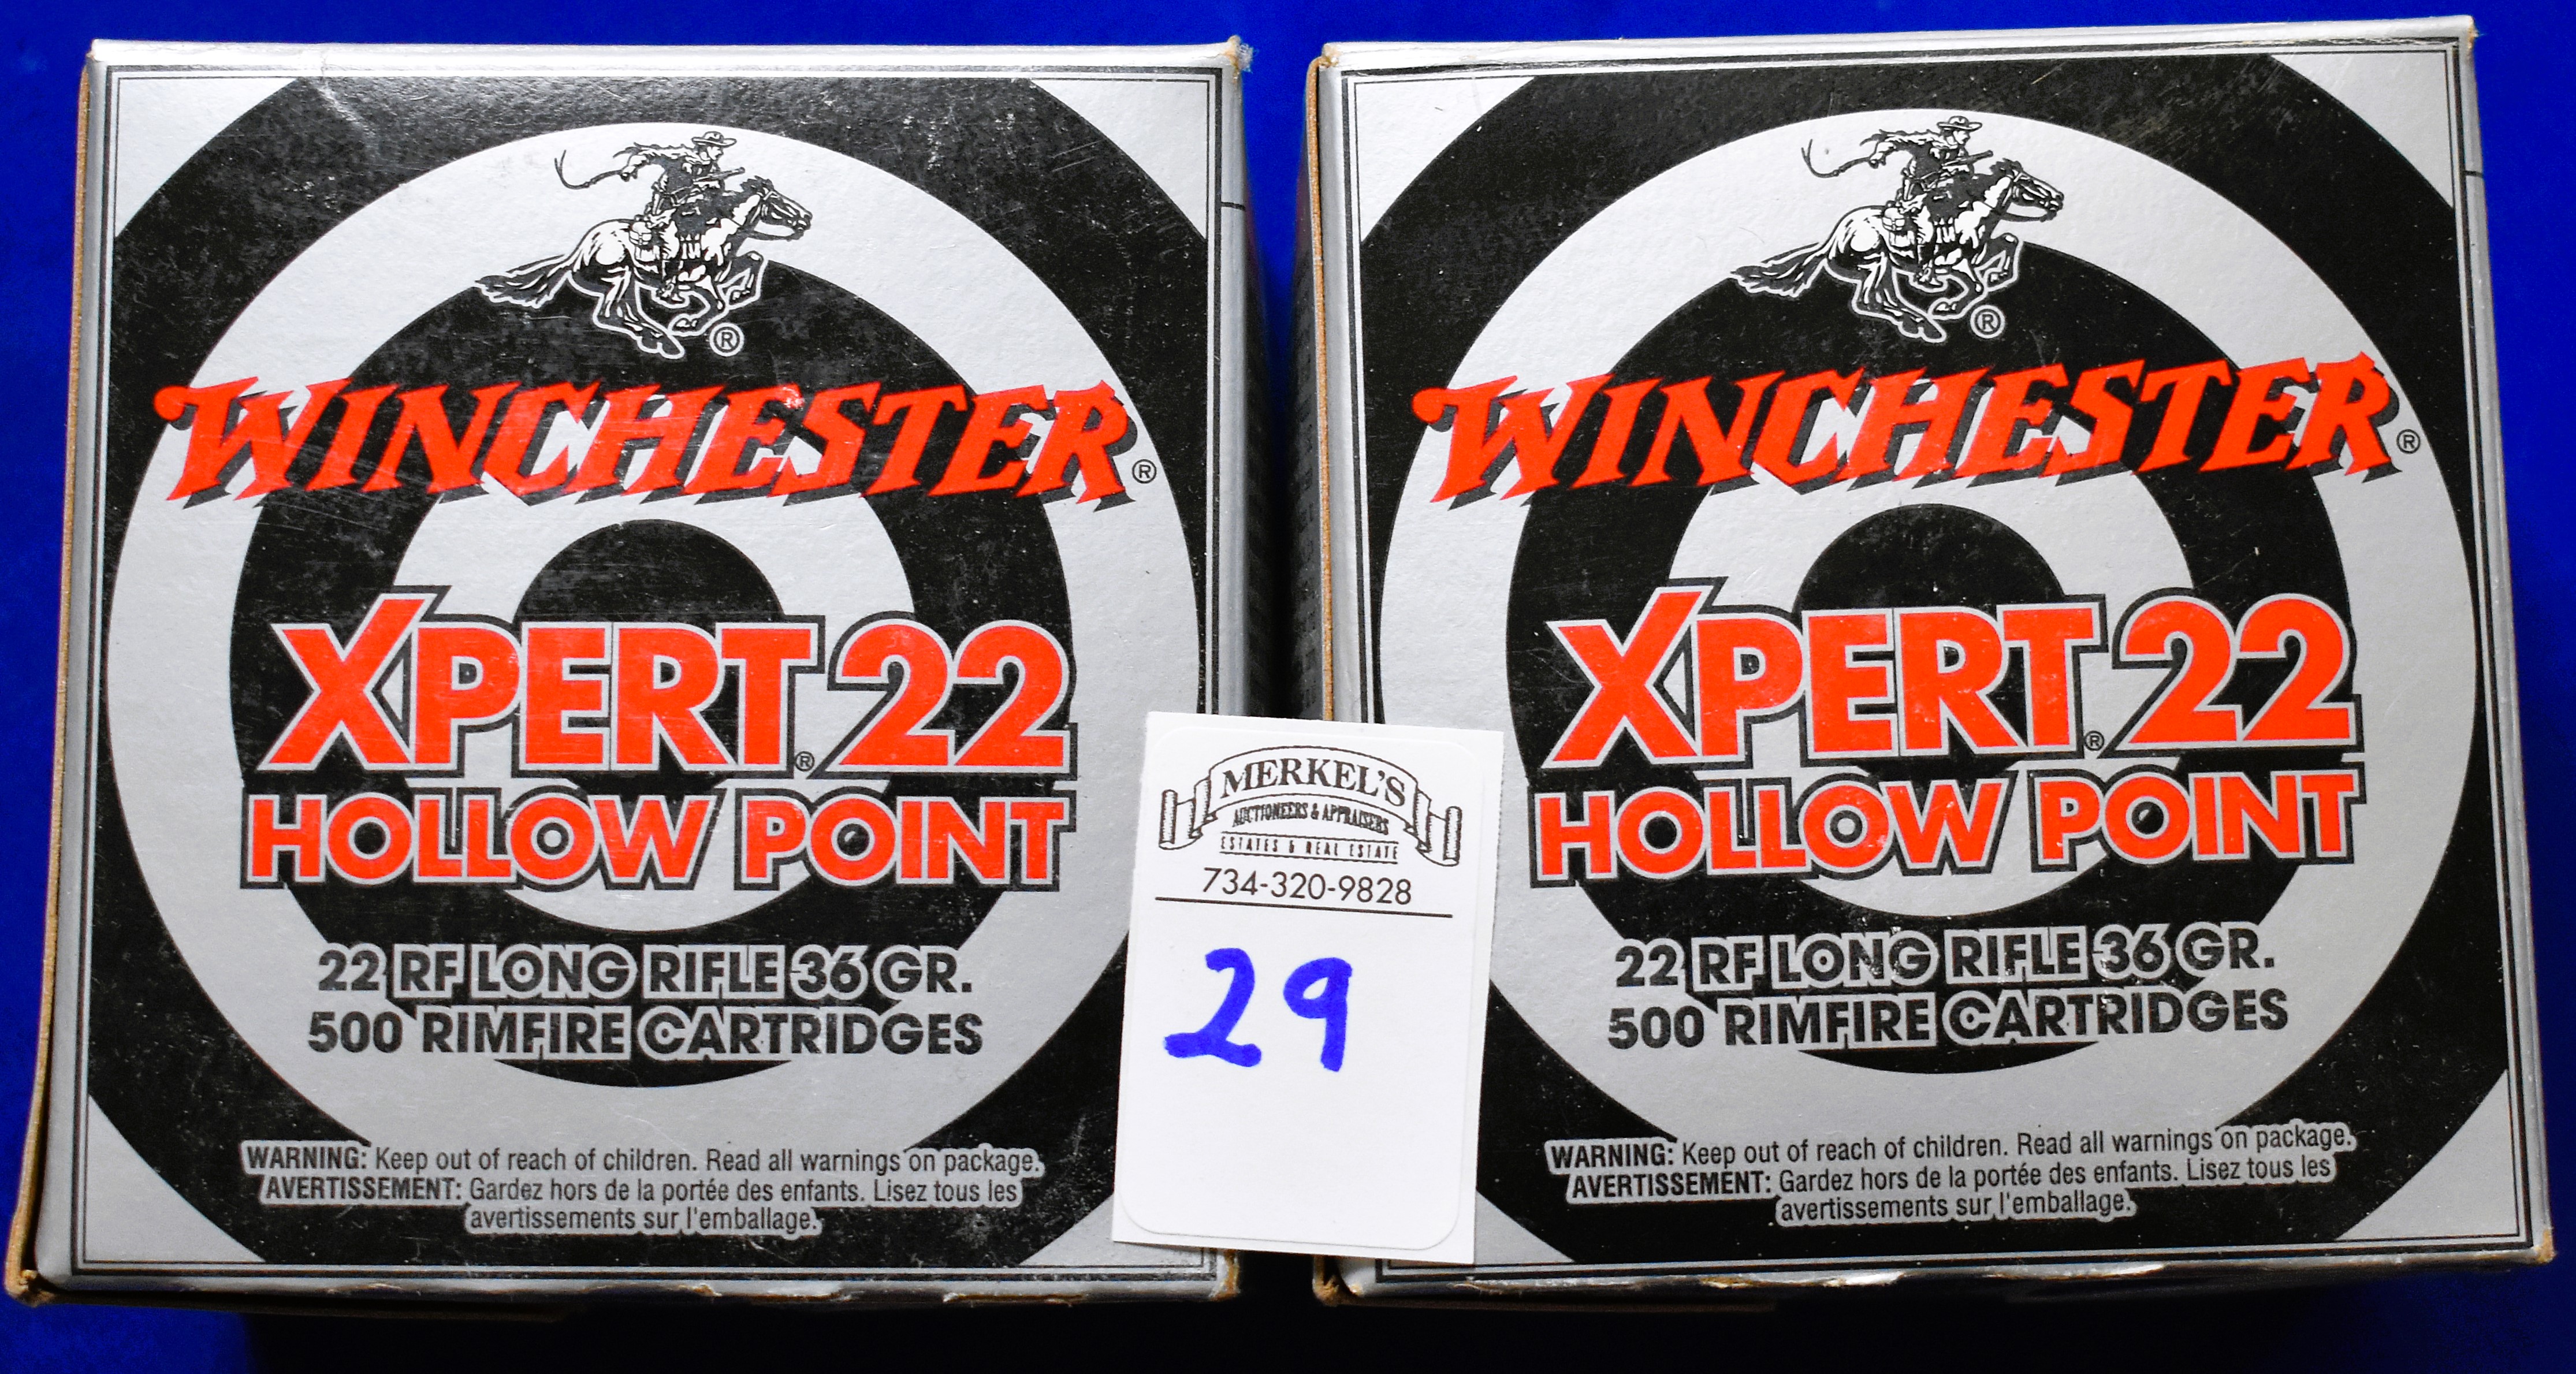 WINCHESTER®
XPERT®22
HOLLOW POINT
22 RF LONG RIFLE 36 GR.
500 RIMFIRE CARTRIDGES
WARNING: Keep out of reach of children. Read all warnings on package.
AVERTISSEMENT: Gardez hors de la portée des enfants. Lisez tous les
avertissements sur l'emballage.
MERKEL'S
AUCTIONEERS & APPRAISERS
ESTATES & REAL ESTATE
734-320-9828
29
WINCHESTER®
XPERT®22
HOLLOW POINT
22 RF LONG RIFLE 36 GR.
500 RIMFIRE CARTRIDGES
WARNING: Keep out of reach of children. Read all warnings on package.
AVERTISSEMENT: Gardez hors de la portée des enfants. Lisez tous les
avertissements sur l'emballage.